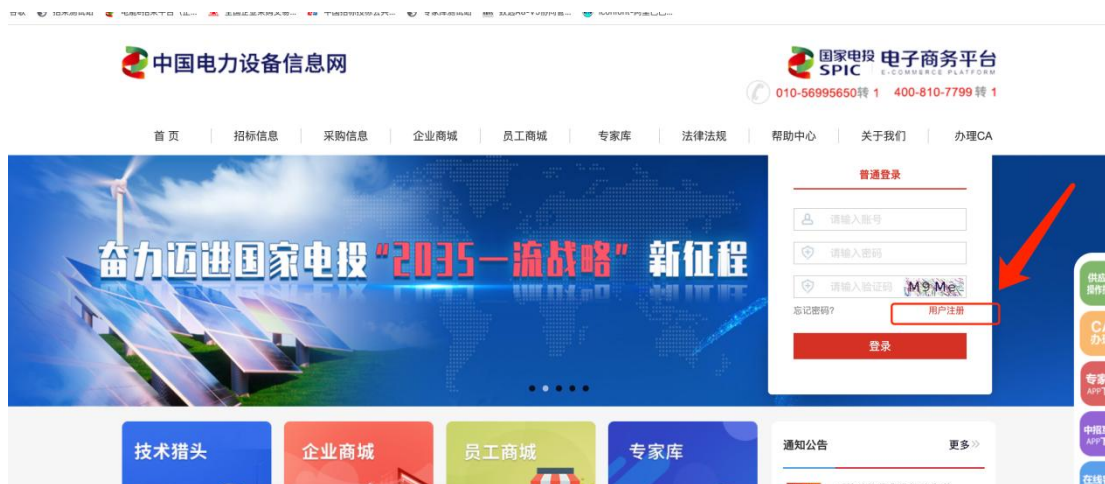 中国电力设备信息网
国家电投 电子商务平台
SPIC E-COMMERCE PLATFORM
010-56995650转 1 400-810-7799 转 1
首 页 招标信息 采购信息 企业商城 员工商城 专家库 法律法规 帮助中心 关于我们 办理CA
普通登录
请输入账号
奋力迈进国家电投“2035一流战略”新征程
请输入密码
请输入验证码 M9Me
忘记密码? 用户注册
登录
专家
技术猎头 企业商城 员工商城 专家库
通知公告 更多»